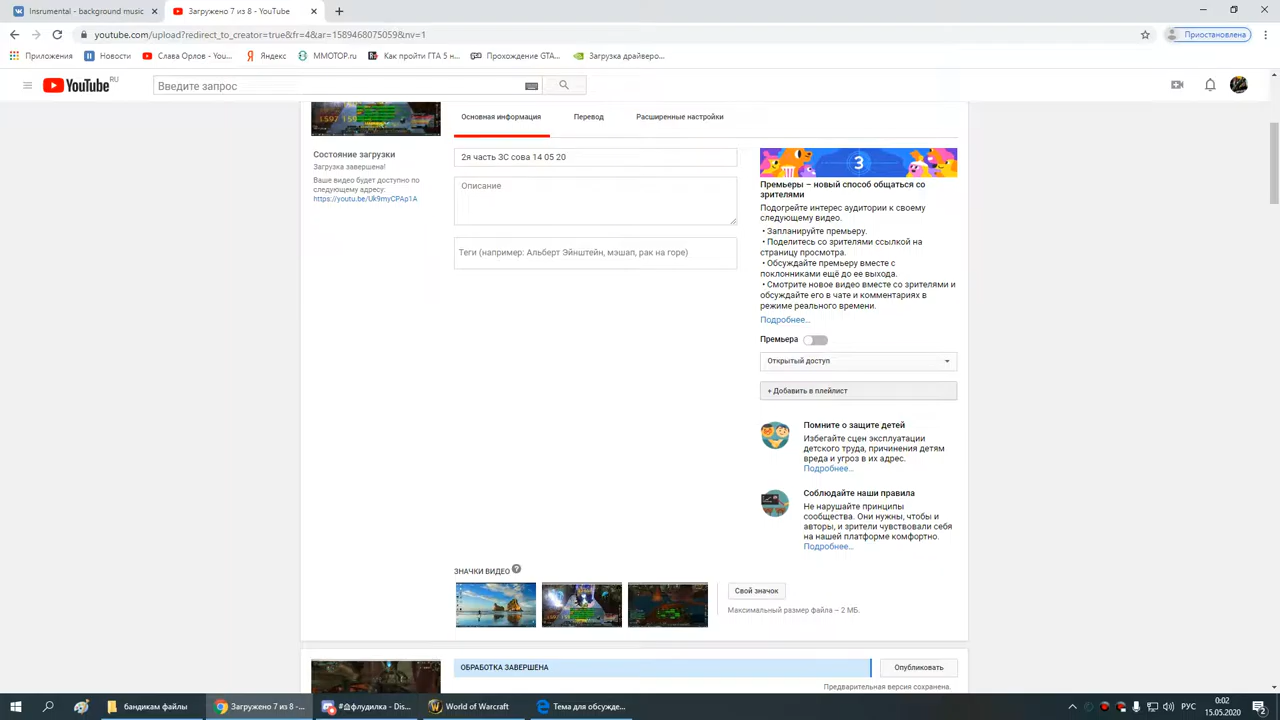 Insrumental - background music
Загружено 7 из 8 - YouTube
youtube.com/upload?redirect_to_creator=true&fr=4&ar=1589468075059&nv=1
Приостановлена
Приложения
Новости
Слава Орлов - You...
Яндекс
MMOTOP.ru
Как пройти ГТА 5 н...
Прохождение GTA...
Загрузка драйверо...
YouTube RU
Введите запрос
1597 159
Состояние загрузки
Загрузка завершена!
Ваше видео будет доступно по
следующему адресу:
https://youtu.be/Uk9myCPAp1A
Основная информация
Перевод
Расширенные настройки
2я часть ЗС сова 14 05 20
Описание
Теги (например: Альберт Эйнштейн, мэшап, рак на горе)
3
Премьеры – новый способ общаться со
зрителями
Подогрейте интерес аудитории к своему
следующему видео.
• Запланируйте премьеру.
• Поделитесь со зрителями ссылкой на
страницу просмотра.
• Обсуждайте премьеру вместе с
поклонниками ещё до ее выхода.
• Смотрите новое видео вместе со зрителями и
обсуждайте его в чате и комментариях в
режиме реального времени.
Подробнее...
Премьера
Открытый доступ
+ Добавить в плейлист
Помните о защите детей
Избегайте сцен эксплуатации
детского труда, причинения детям
вреда и угроз в их адрес.
Подробнее...
Соблюдайте наши правила
Не нарушайте принципы
сообщества. Они нужны, чтобы и
авторы, и зрители чувствовали себя
на нашей платформе комфортно.
Подробнее...
ЗНАЧКИ ВИДЕО
Свой значок
Максимальный размер файла – 2 МБ.
ОБРАБОТКА ЗАВЕРШЕНА
Опубликовать
Предварительная версия сохранена.
бандикам файлы
Загружено 7 из 8 -...
#флудилка - Dis...
World of Warcraft
Тема для обсужде...
РУС
0:02
15.05.2020
2